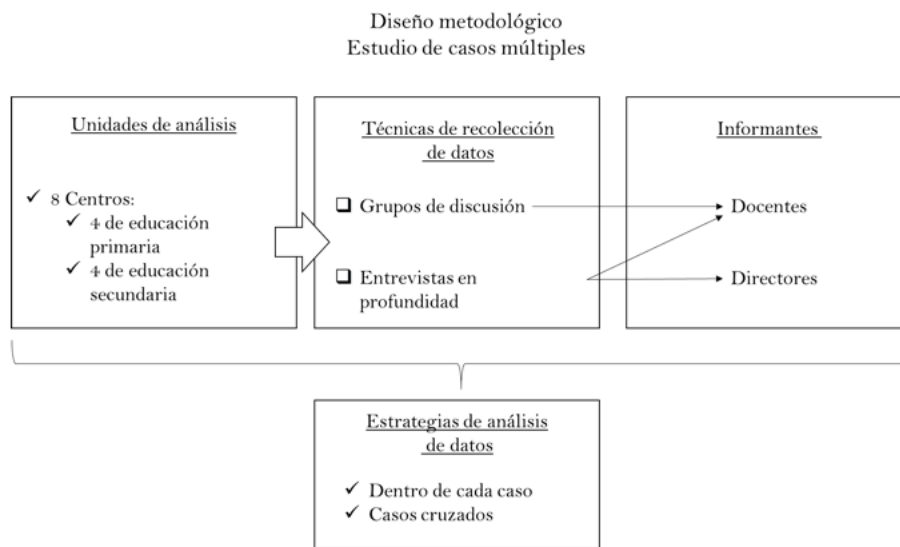 Diseño metodológico
Estudio de casos múltiples
Unidades de análisis
8 Centros:
4 de educación
primaria
4 de educación
secundaria
Técnicas de recolección
de datos
Grupos de discusión
Entrevistas en
profundidad
Informantes
Docentes
Directores
Estrategias de análisis
de datos
Dentro de cada caso
Casos cruzados